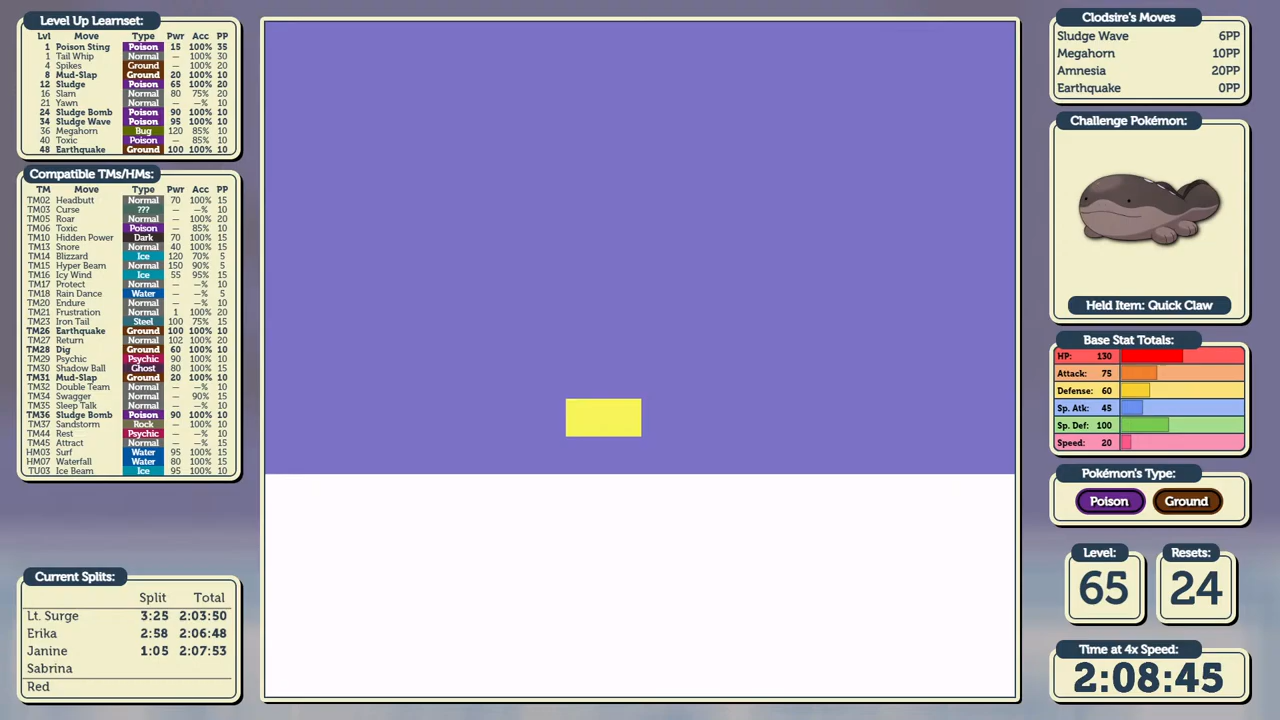 Level Up Learnset:
Lvl Move Type Pwr Acc PP
1 Poison Sting Poison 15 100% 35
1 Tail Whip Normal — 100% 30
4 Spikes Ground — 100% 20
8 Mud-Slap Ground 20 100% 10
12 Sludge Poison 65 100% 20
16 Slam Normal 80 75% 20
21 Yawn Normal — —% 10
24 Sludge Bomb Poison 90 100% 10
34 Sludge Wave Poison 95 100% 10
36 Megahorn Bug 120 85% 10
40 Toxic Poison — 85% 10
48 Earthquake Ground 100 100% 10
Compatible TMs/HMs:
TM Move Type Pwr Acc PP
TM02 Headbutt Normal 70 100% 15
TM03 Curse ??? — —% 10
TM05 Roar Normal — 100% 20
TM06 Toxic Poison — 85% 10
TM10 Hidden Power Dark 70 100% 15
TM13 Snore Normal 40 100% 15
TM14 Blizzard Ice 120 70% 5
TM15 Hyper Beam Normal 150 90% 5
TM16 Icy Wind Ice 55 95% 15
TM17 Protect Normal — —% 10
TM18 Rain Dance Water — —% 5
TM20 Endure Normal — —% 10
TM21 Frustration Normal 1 100% 20
TM23 Iron Tail Steel 100 75% 15
TM26 Earthquake Ground 100 100% 10
TM27 Return Normal 102 100% 20
TM28 Dig Ground 60 100% 10
TM29 Psychic Psychic 90 100% 10
TM30 Shadow Ball Ghost 80 100% 15
TM31 Mud-Slap Ground 20 100% 10
TM32 Double Team Normal — —% 15
TM34 Swagger Normal — 90% 15
TM35 Sleep Talk Normal — —% 10
TM36 Sludge Bomb Poison 90 100% 10
TM37 Sandstorm Rock — 100% 10
TM44 Rest Psychic — —% 10
TM45 Attract Normal — —% 15
HM03 Surf Water 95 100% 15
HM07 Waterfall Water 80 100% 15
TU03 Ice Beam Ice 95 100% 10
Current Splits:
Split Total
Lt. Surge 3:25 2:03:50
Erika 2:58 2:06:48
Janine 1:05 2:07:53
Sabrina
Red
Clodsire's Moves
Sludge Wave 6PP
Megahorn 10PP
Amnesia 20PP
Earthquake 0PP
Challenge Pokémon:
Held Item: Quick Claw
Base Stat Totals:
HP: 130
Attack: 75
Defense: 60
Sp. Atk: 45
Sp. Def: 100
Speed: 20
Pokémon's Type:
Poison Ground
Level: Resets:
65 24
Time at 4x Speed:
2:08:45